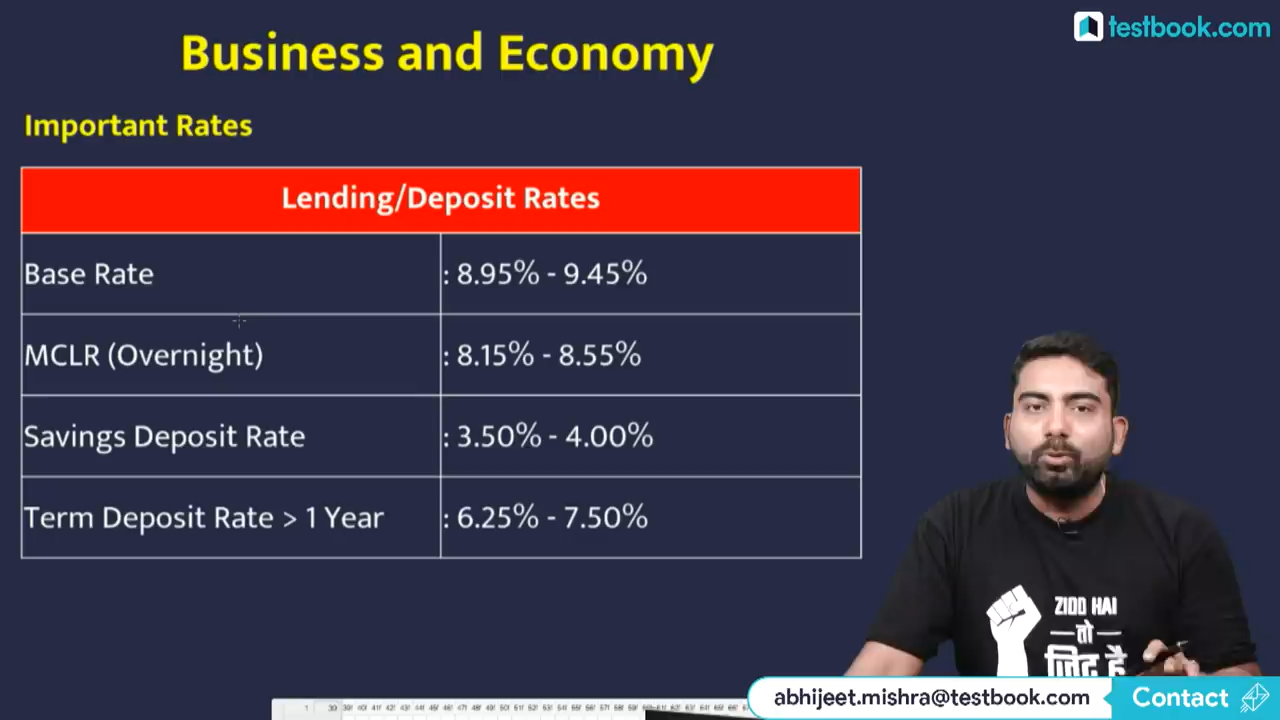 testbook.com
Business and Economy
Important Rates
Lending/Deposit Rates
Base Rate : 8.95% - 9.45%
MCLR (Overnight) : 8.15% - 8.55%
Savings Deposit Rate : 3.50% - 4.00%
Term Deposit Rate > 1 Year : 6.25% - 7.50%
ZIDD HAI
तो
ज़िद है
abhijeet.mishra@testbook.com Contact